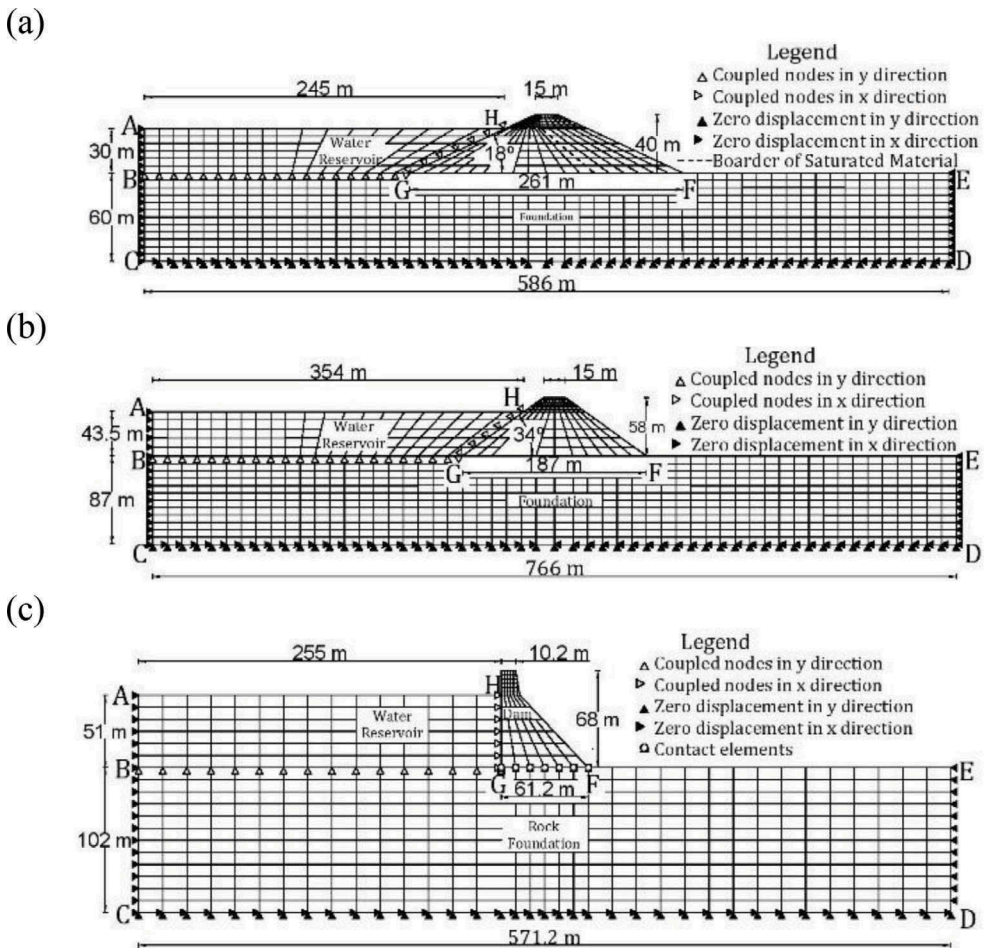 (a)
Legend
Coupled nodes in y direction
Coupled nodes in x direction
Zero displacement in y direction
Zero displacement in x direction
Boarder of Saturated Material
245 m
15 m
A
H
30 m
Water
Reservoir
18°
40 m
B
G
261 m
F
E
60 m
Foundation
C
D
586 m
(b)
Legend
Coupled nodes in y direction
Coupled nodes in x direction
Zero displacement in y direction
Zero displacement in x direction
354 m
15 m
A
H
43.5
m
Water
Reservoir
34°
58 m
B
G
187 m
F
E
87 m
Foundation
C
D
766 m
(c)
Legend
Coupled nodes in y direction
Coupled nodes in x direction
Zero displacement in y direction
Zero displacement in x direction
Contact elements
255 m
10.2 m
A
H
51 m
Water
Reservoir
Dam
68 m
B
G
61.2 m
F
E
102 m
Rock
Foundation
C
D
571.2 m